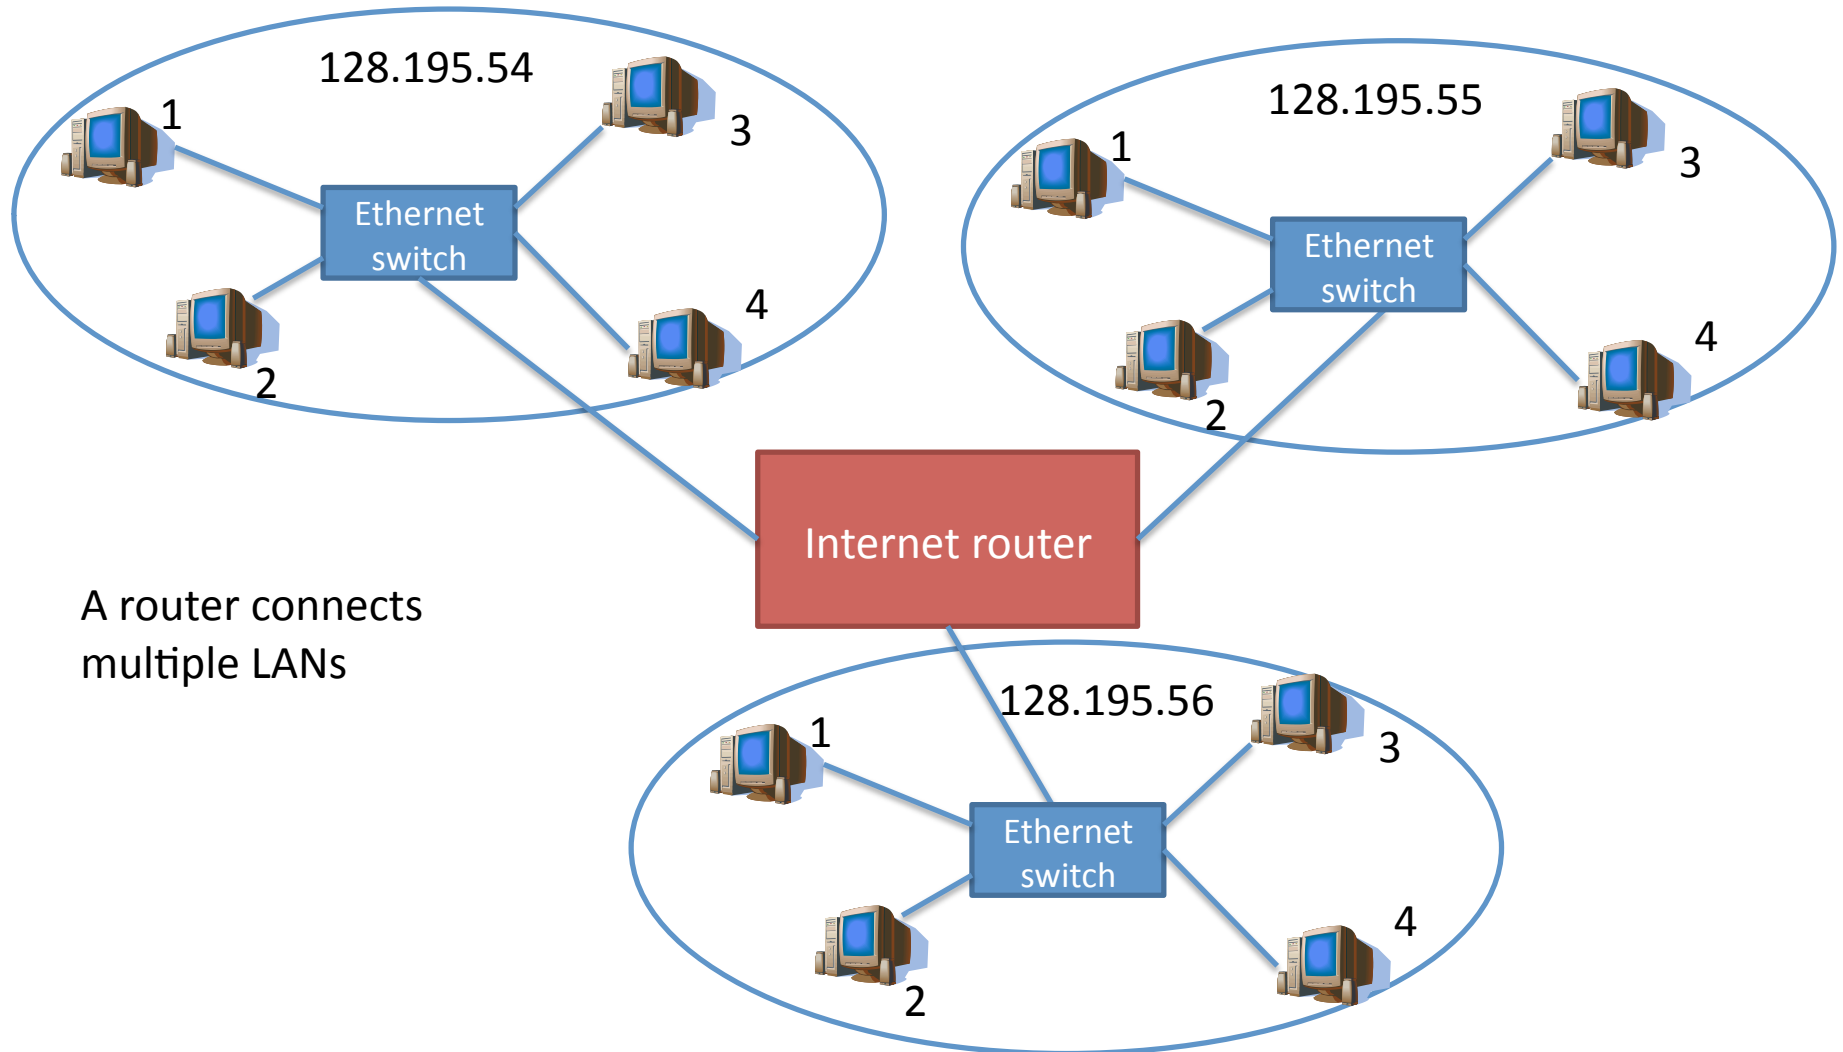 128.195.54
1
3
Ethernet
switch
2
4
128.195.55
1
3
Ethernet
switch
2
4
Internet router
A router connects
multiple LANs
128.195.56
1
3
Ethernet
switch
2
4